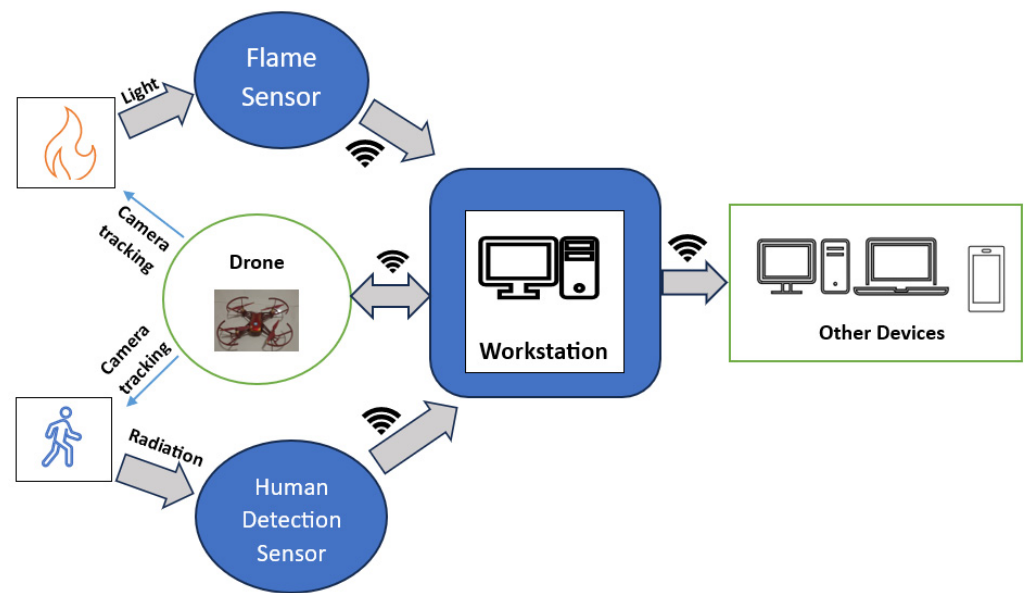 Flame
Sensor
Light
Camera
tracking
Drone
Camera
tracking
Radiation
Human
Detection
Sensor
Workstation
Other Devices